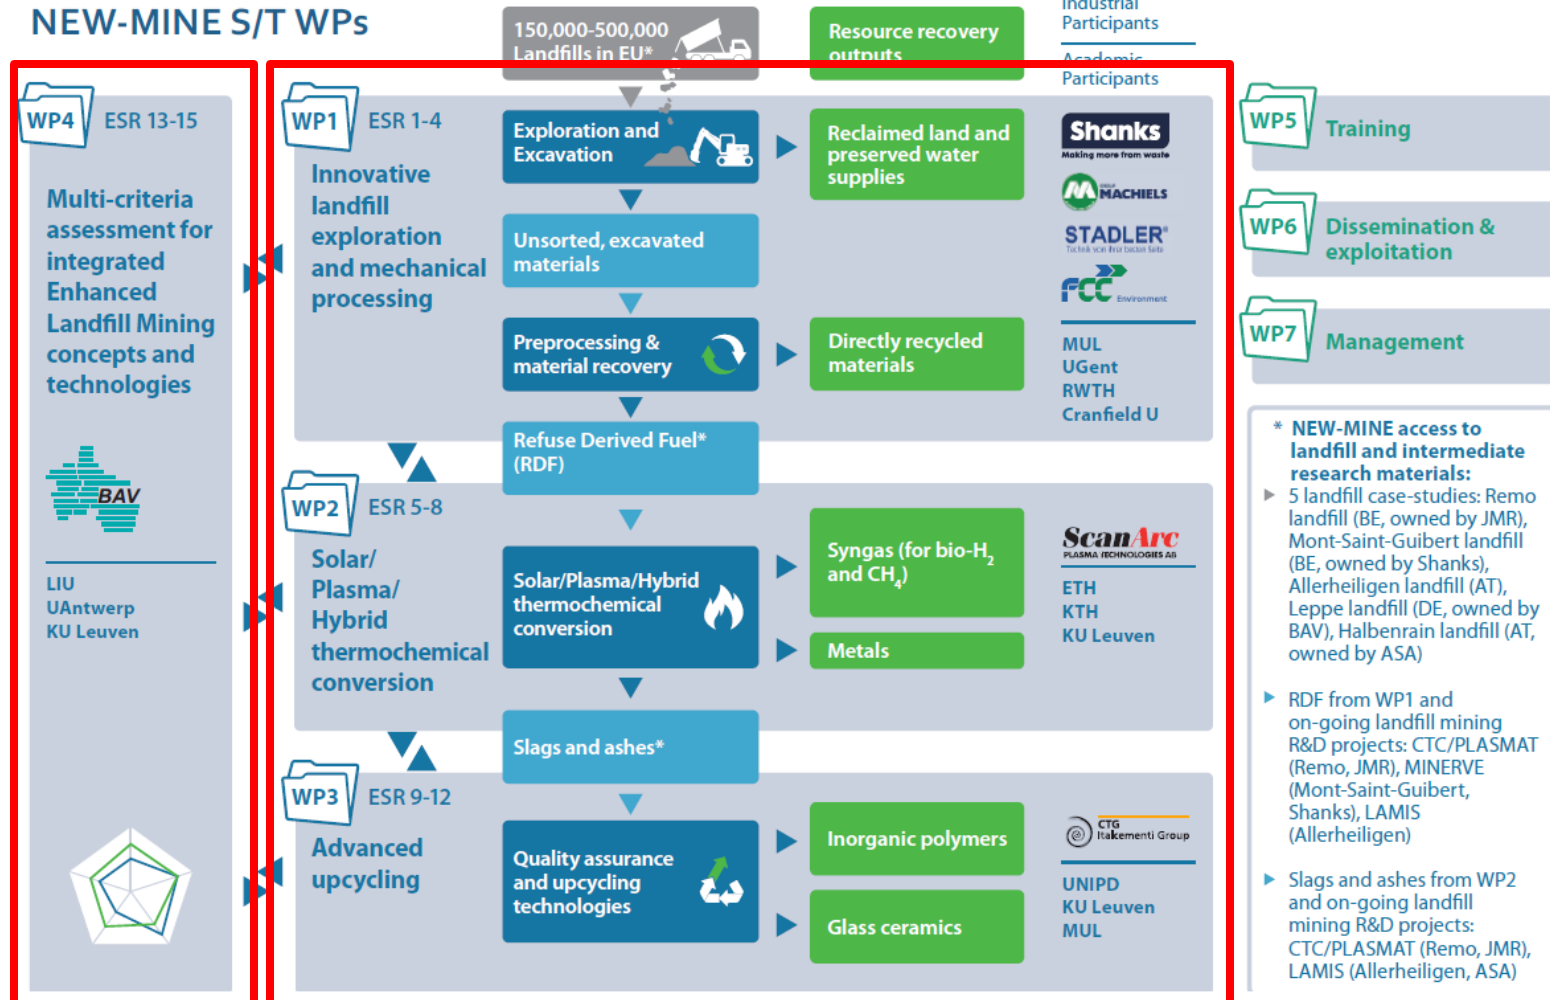 NEW-MINE S/T WPs
150,000-500,000
Landfills in EU*
Resource recovery
outputs
Industrial
Participants
Academic
Participants
WP4
ESR 13-15
Multi-criteria
assessment for
integrated
Enhanced
Landfill Mining
concepts and
technologies
BAV
LIU
UAntwerp
KU Leuven
WP1
ESR 1-4
Innovative
landfill
exploration
and mechanical
processing
Exploration and
Excavation
Unsorted, excavated
materials
Preprocessing &
material recovery
Refuse Derived Fuel*
(RDF)
Reclaimed land and
preserved water
supplies
Directly recycled
materials
Shanks
Making more from waste
GROUP
MACHIELS
STADLER®
Technik von ihrer besten Seite
FCC
Environment
MUL
UGent
RWTH
Cranfield U
WP2
ESR 5-8
Solar/
Plasma/
Hybrid
thermochemical
conversion
Solar/Plasma/Hybrid
thermochemical
conversion
Slags and ashes*
Syngas (for bio-H2
and CH4)
Metals
ScanArc
PLASMA TECHNOLOGIES AB
ETH
KTH
KU Leuven
WP3
ESR 9-12
Advanced
upcycling
Quality assurance
and upcycling
technologies
Inorganic polymers
Glass ceramics
CTG
Itakementi Group
UNIPD
KU Leuven
MUL
WP5
Training
WP6
Dissemination &
exploitation
WP7
Management
* NEW-MINE access to
landfill and intermediate
research materials:
5 landfill case-studies: Remo
landfill (BE, owned by JMR),
Mont-Saint-Guibert landfill
(BE, owned by Shanks),
Allerheiligen landfill (AT),
Leppe landfill (DE, owned by
BAV), Halbenrain landfill (AT,
owned by ASA)
RDF from WP1 and
on-going landfill mining
R&D projects: CTC/PLASMAT
(Remo, JMR), MINERVE
(Mont-Saint-Guibert,
Shanks), LAMIS
(Allerheiligen)
Slags and ashes from WP2
and on-going landfill
mining R&D projects:
CTC/PLASMAT (Remo, JMR),
LAMIS (Allerheiligen, ASA)